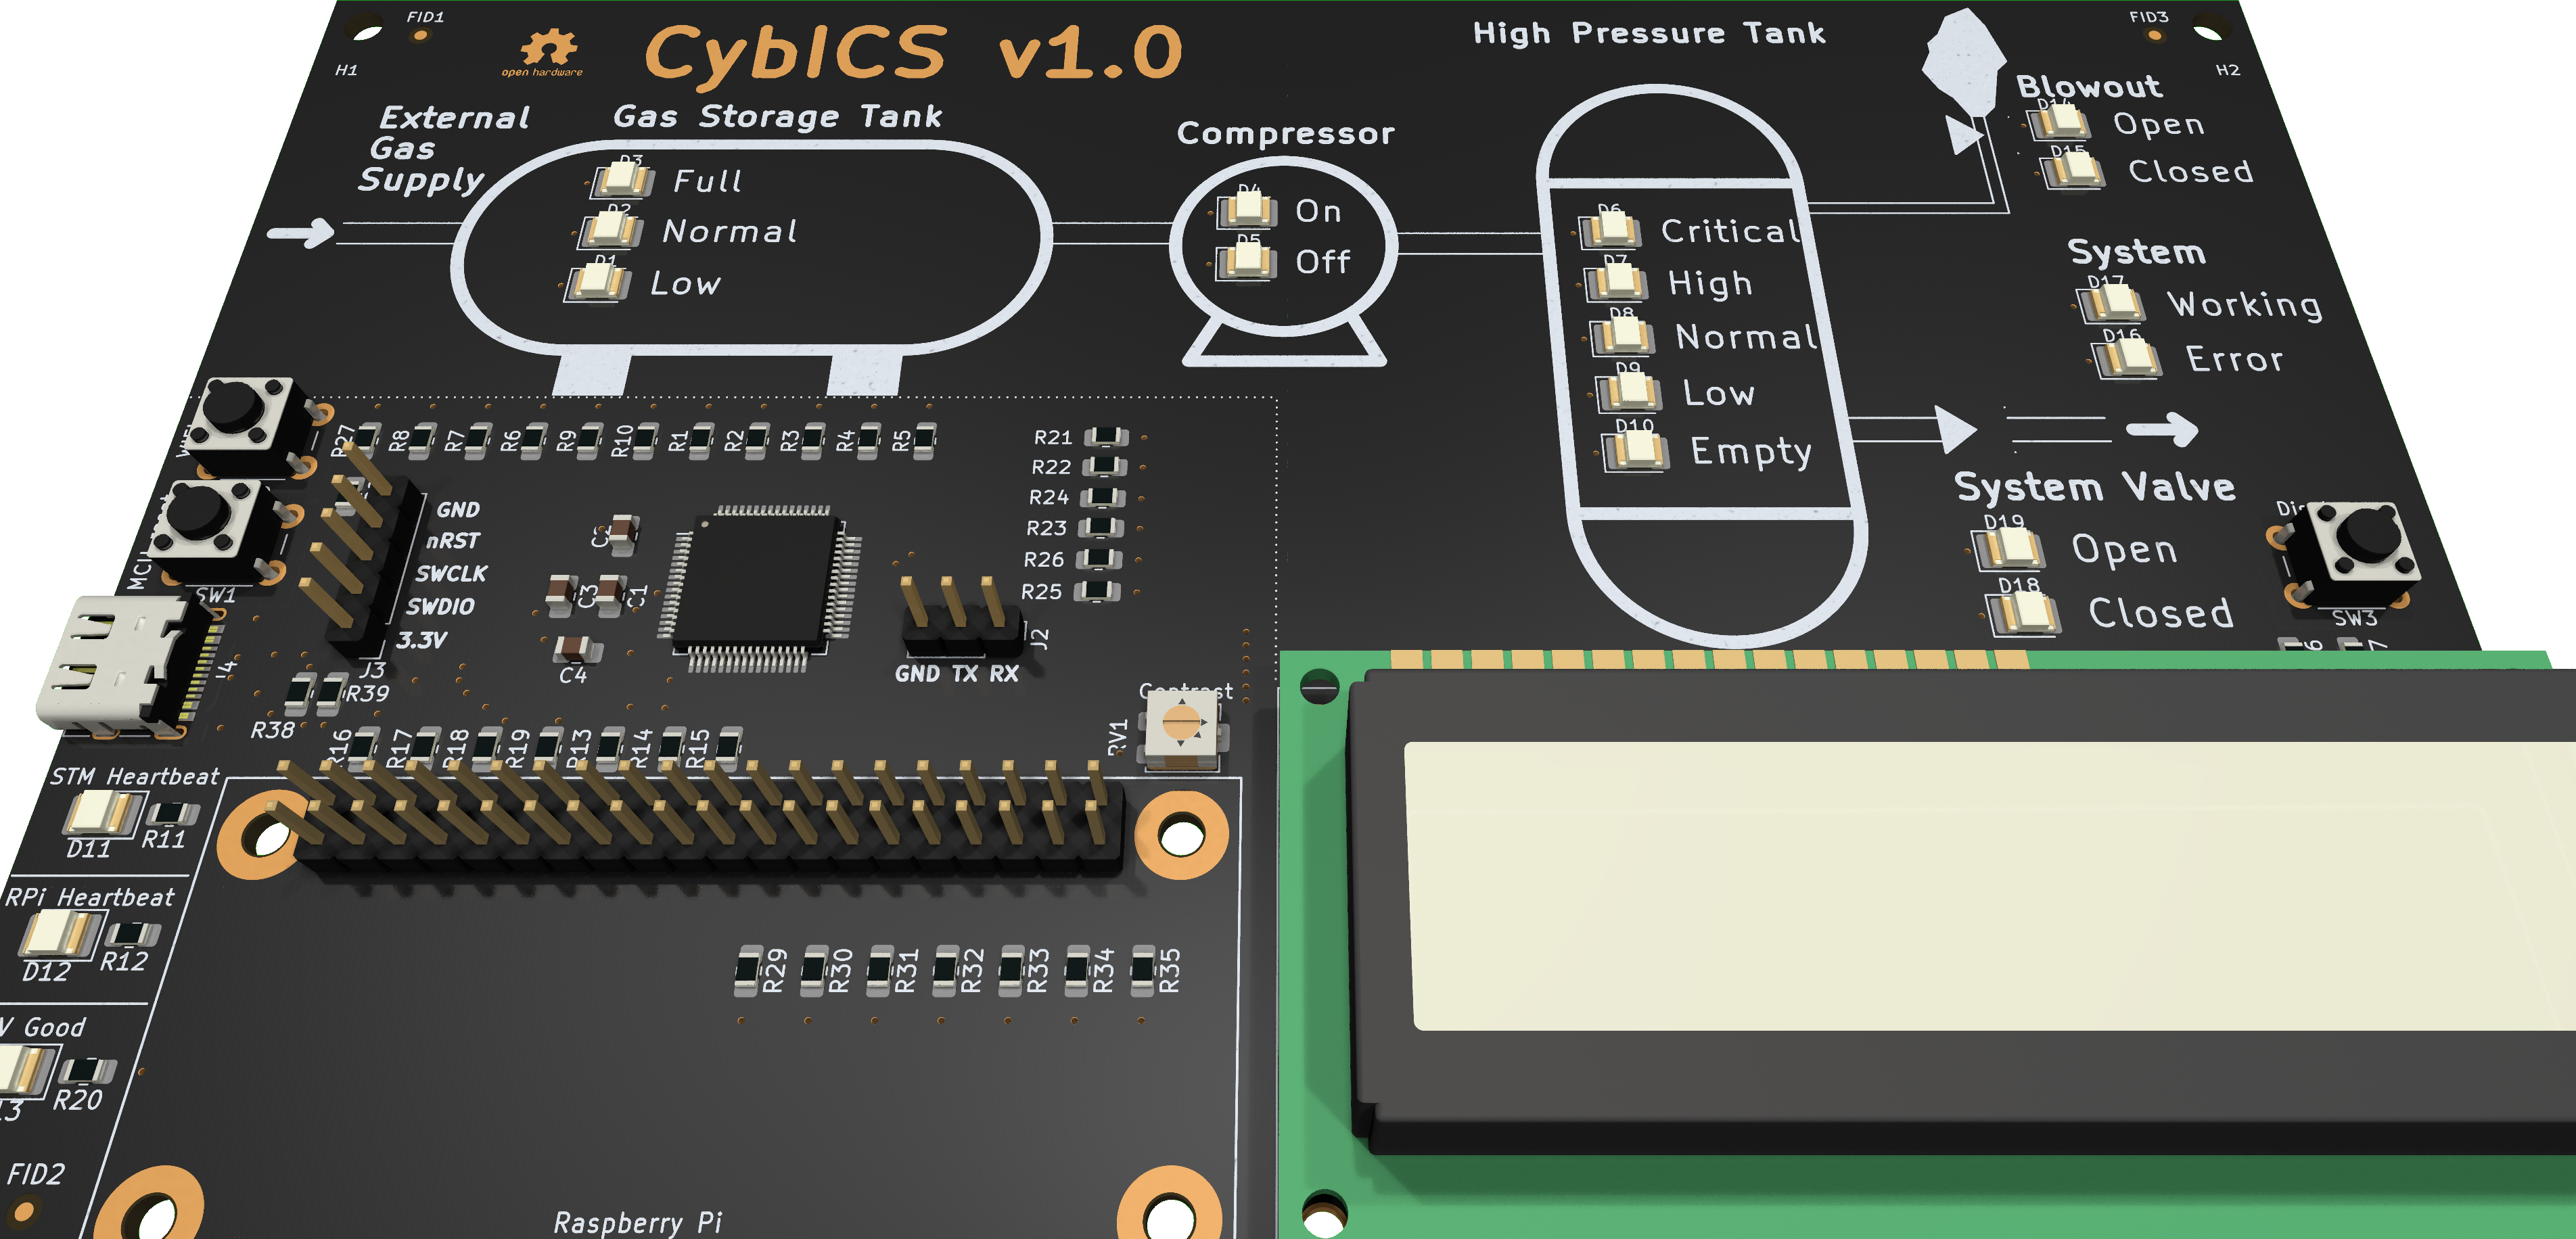 FID1
FID3
H1
H2
open hardware
CybICS v1.0
High Pressure Tank
External
Gas
Supply
Gas Storage Tank
Compressor
Blowout
D14
Open
D15
Closed
D3
Full
D2
Normal
D1
Low
D4
On
D5
Off
D6
Critical
D7
High
D8
Normal
D9
Low
D10
Empty
System
D17
Working
D16
Error
System Valve
D19
Open
D18
Closed
SW3
R27
R8
R7
R6
R9
R10
R1
R2
R3
R4
R5
R21
R22
R24
R23
R26
R25
GND
nRST
SWCLK
SWDIO
3.3V
J3
SW1
C3
C1
C4
J2
GND TX RX
R39
R38
Contrast
RV1
R16
R17
R18
R19
R13
R14
R15
STM Heartbeat
D11
R11
RPi Heartbeat
D12
R12
V Good
R20
R29
R30
R31
R32
R33
R34
R35
FID2
Raspberry Pi